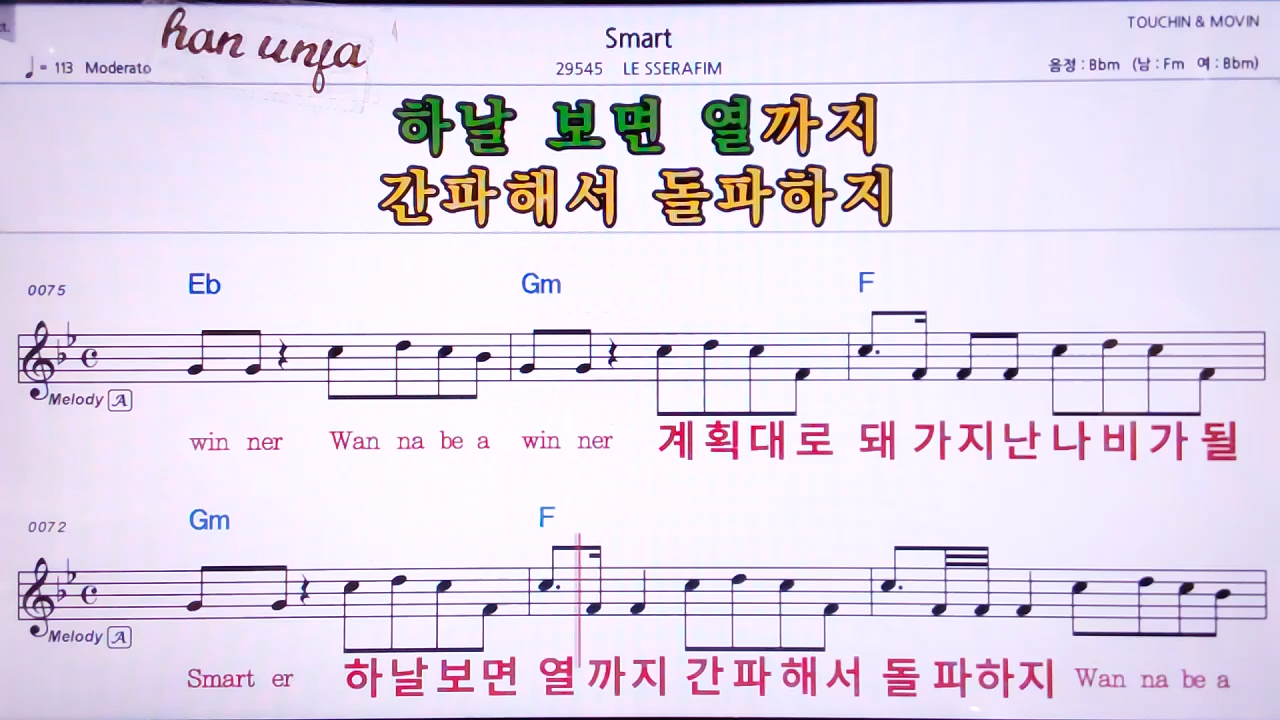 ct.
han unfa
Smart
TOUCHIN & MOVIN
♩= 113 Moderato
29545 LE SSERAFIM
음정 : Bbm (남 : Fm 여 : Bbm)
하날 보면 열까지
간파해서 돌파하지
0075
Eb Gm F
Melody A
win ner Wan na be a win ner 계획대로 돼 가지난나비가 될
0072
Gm F
Melody A
Smart er 하날보면 열까지 간파해서 돌 파하지 Wan na be a